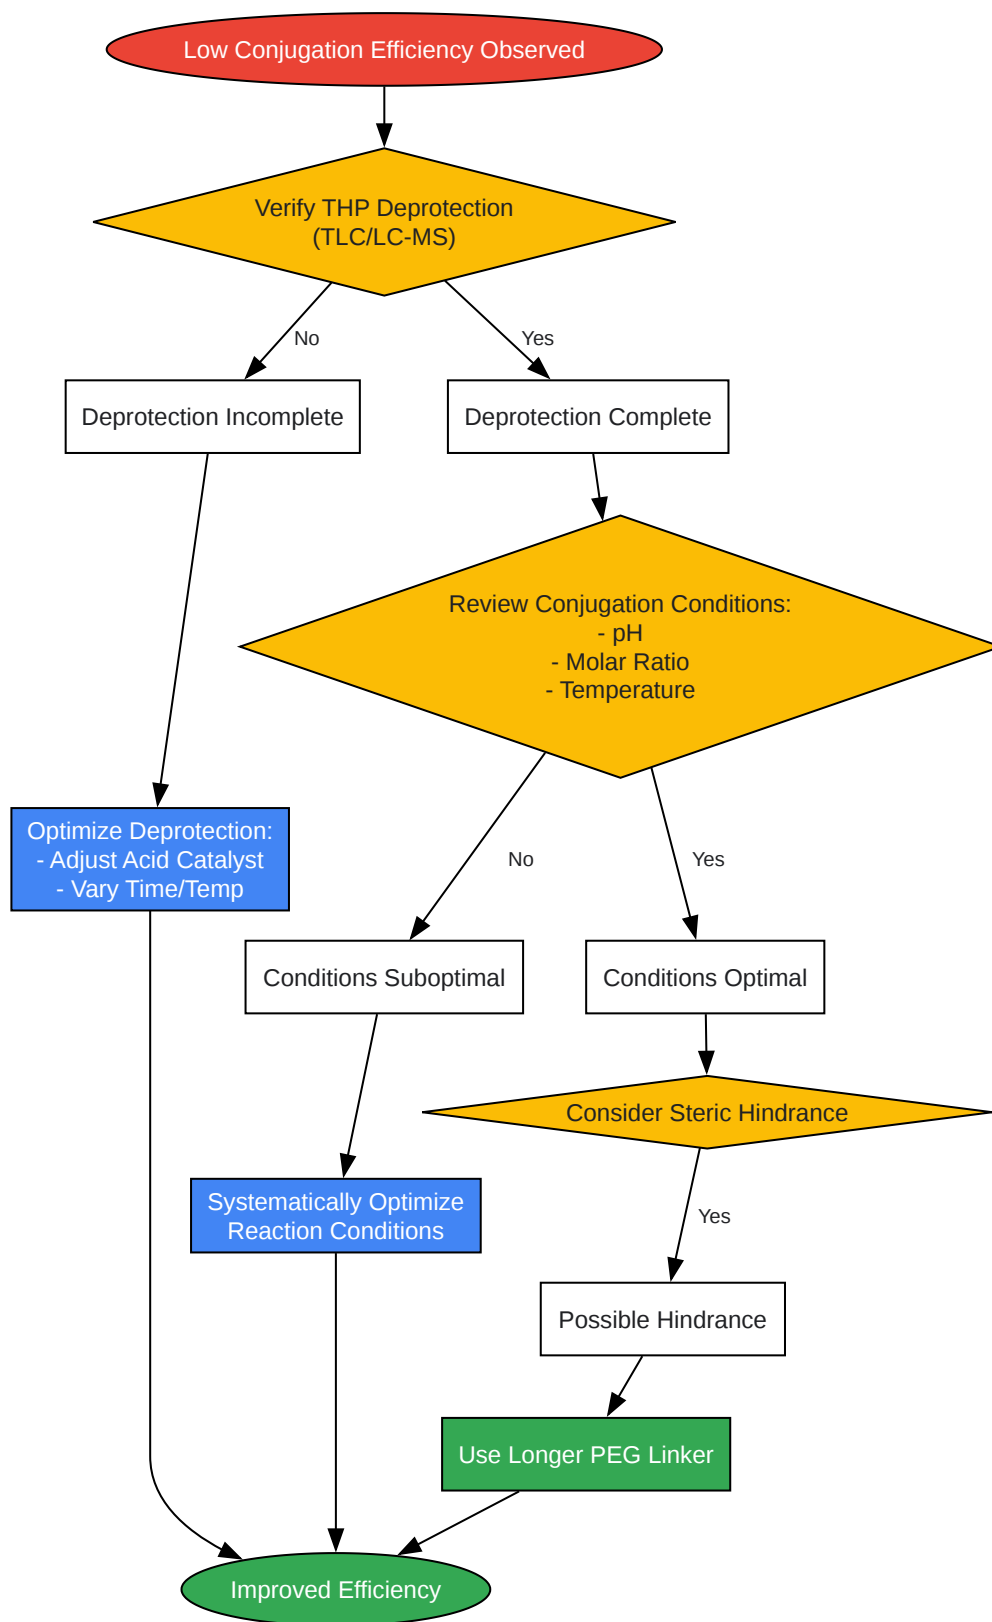 Low Conjugation Efficiency Observed
Verify THP Deprotection
(TLC/LC-MS)
No
Yes
Deprotection Incomplete
Deprotection Complete
Review Conjugation Conditions:
- pH
- Molar Ratio
- Temperature
Optimize Deprotection:
- Adjust Acid Catalyst
- Vary Time/Temp
No
Yes
Conditions Suboptimal
Conditions Optimal
Consider Steric Hindrance
Systematically Optimize
Reaction Conditions
Yes
Possible Hindrance
Use Longer PEG Linker
Improved Efficiency